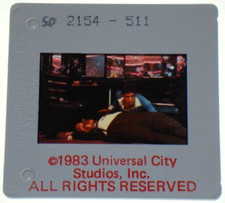 50 2154 - 511
©1983 Universal City
Studios, Inc.
ALL RIGHTS RESERVED